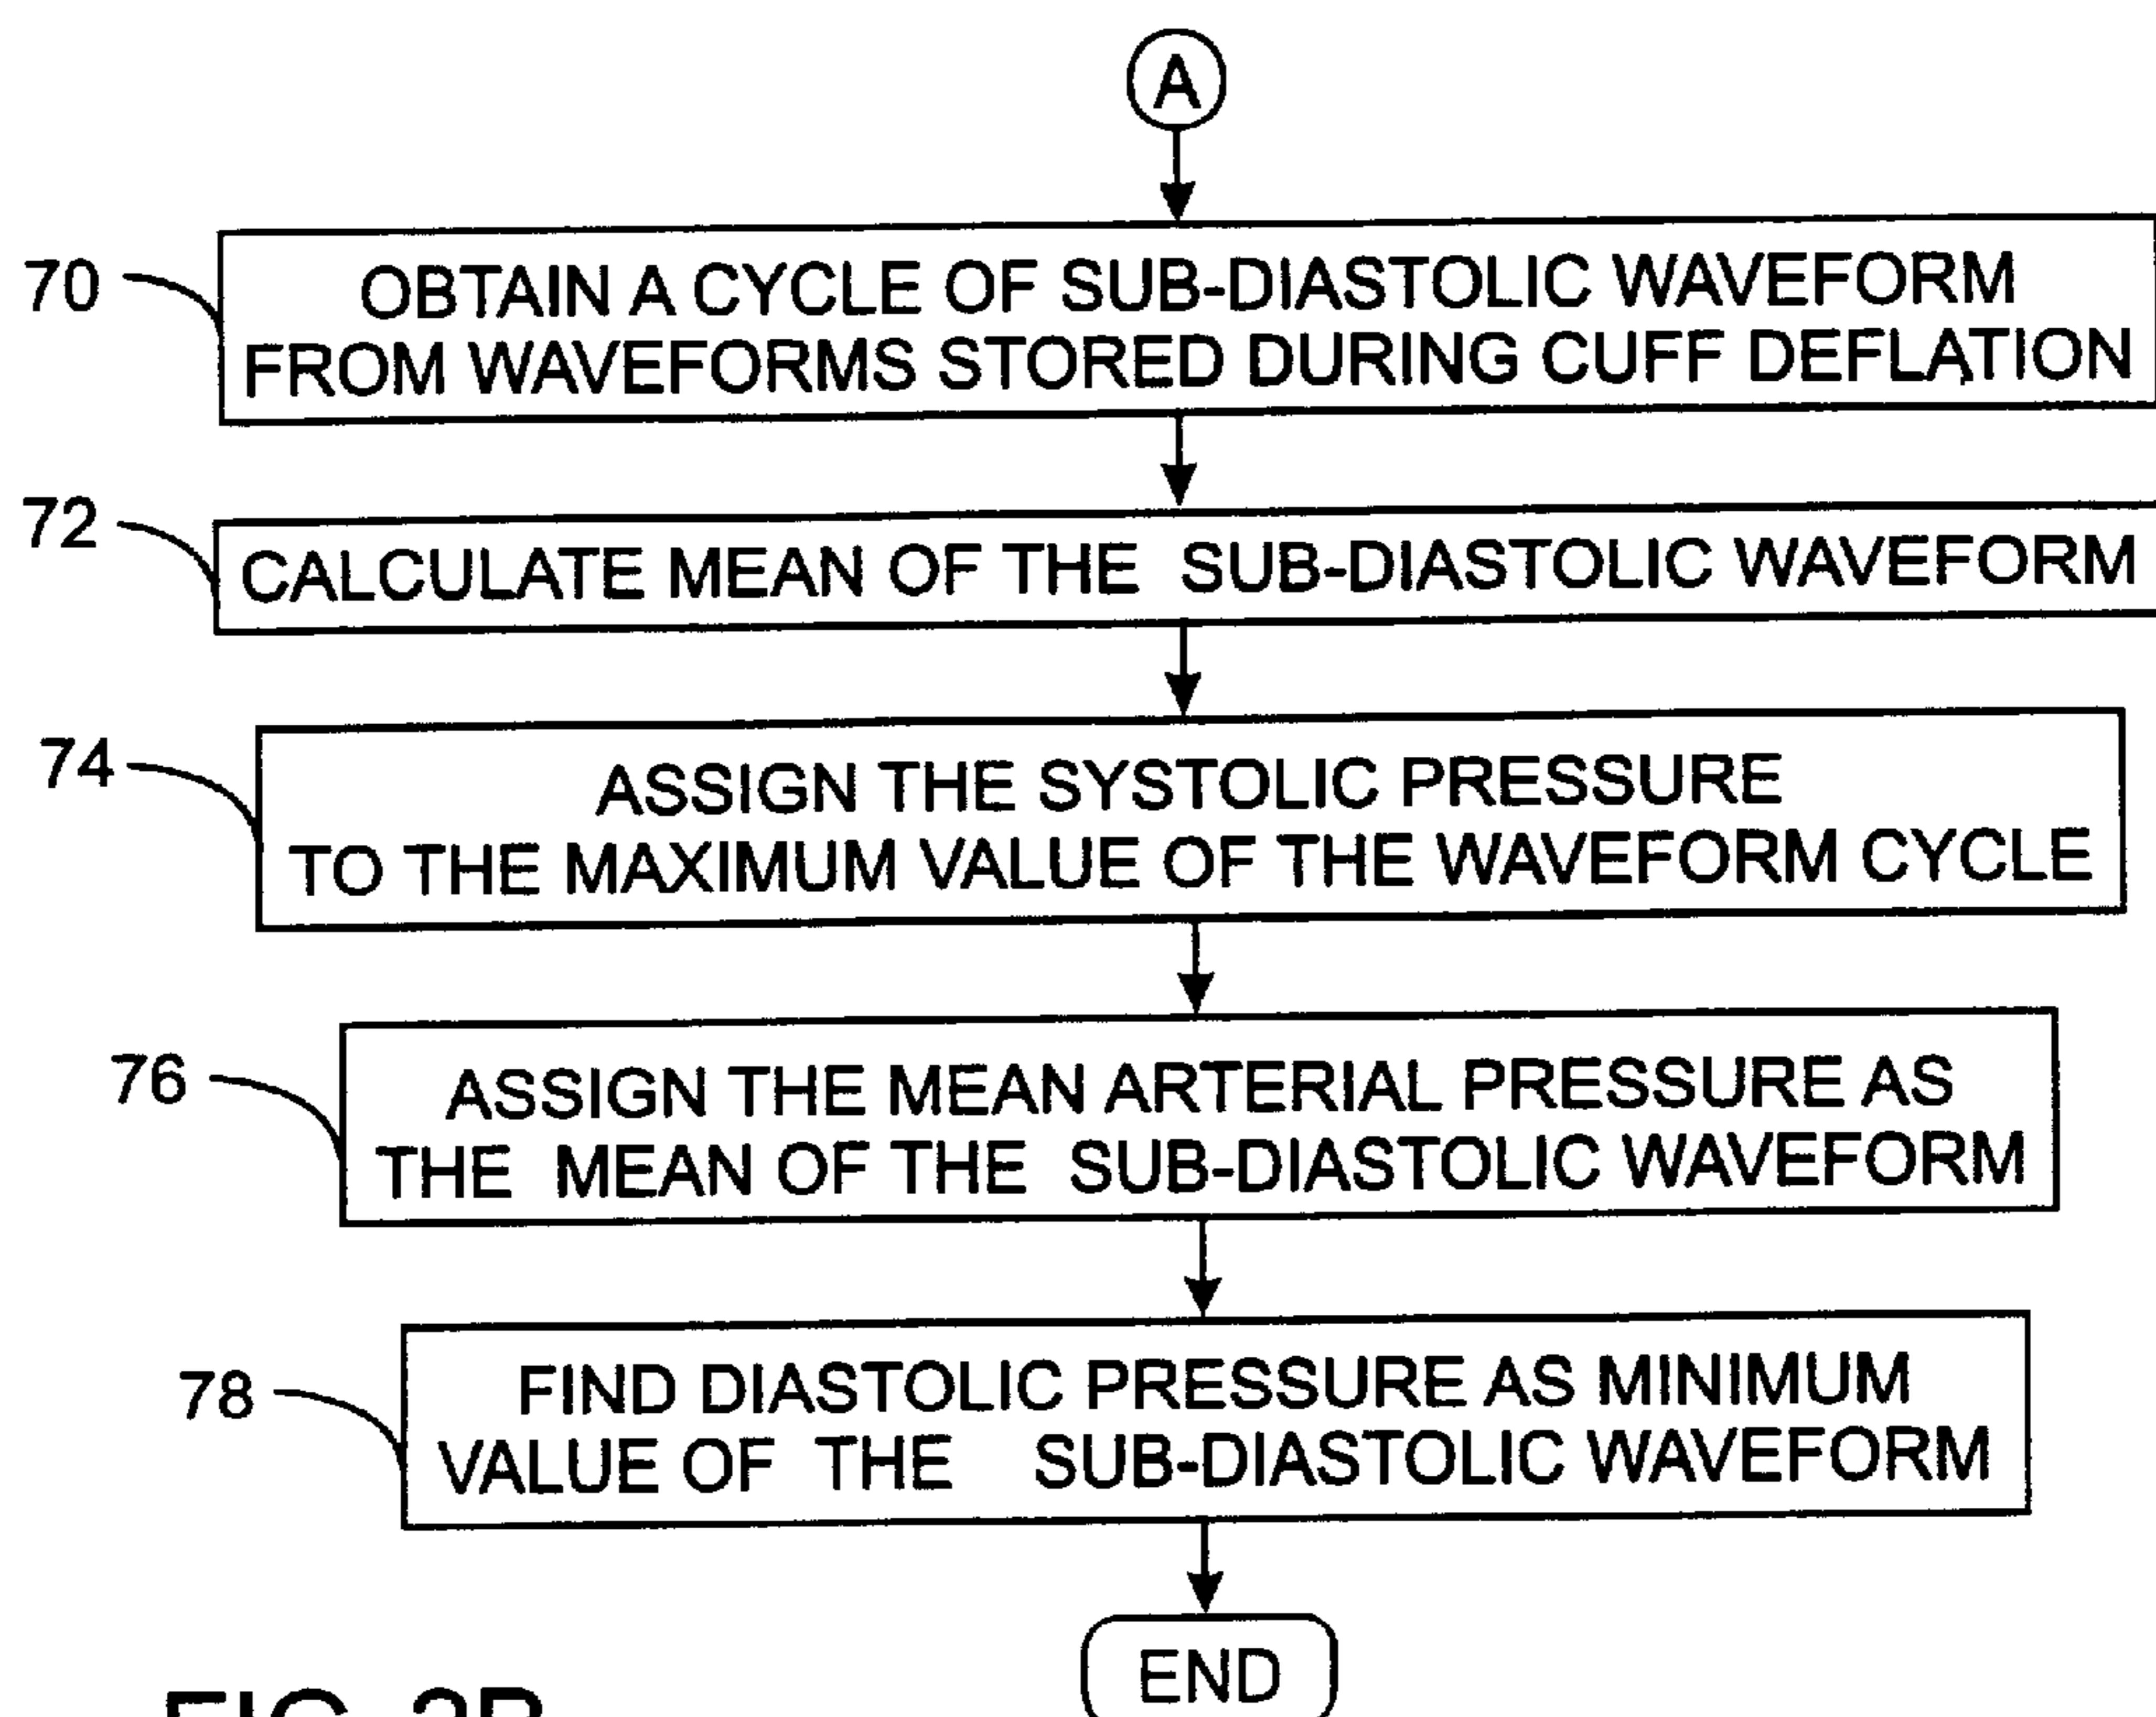 A
70
OBTAIN A CYCLE OF SUB-DIASTOLIC WAVEFORM
FROM WAVEFORMS STORED DURING CUFF DEFLATION
72
CALCULATE MEAN OF THE SUB-DIASTOLIC WAVEFORM
74
ASSIGN THE SYSTOLIC PRESSURE
TO THE MAXIMUM VALUE OF THE WAVEFORM CYCLE
76
ASSIGN THE MEAN ARTERIAL PRESSURE AS
THE MEAN OF THE SUB-DIASTOLIC WAVEFORM
78
FIND DIASTOLIC PRESSURE AS MINIMUM
VALUE OF THE SUB-DIASTOLIC WAVEFORM
END